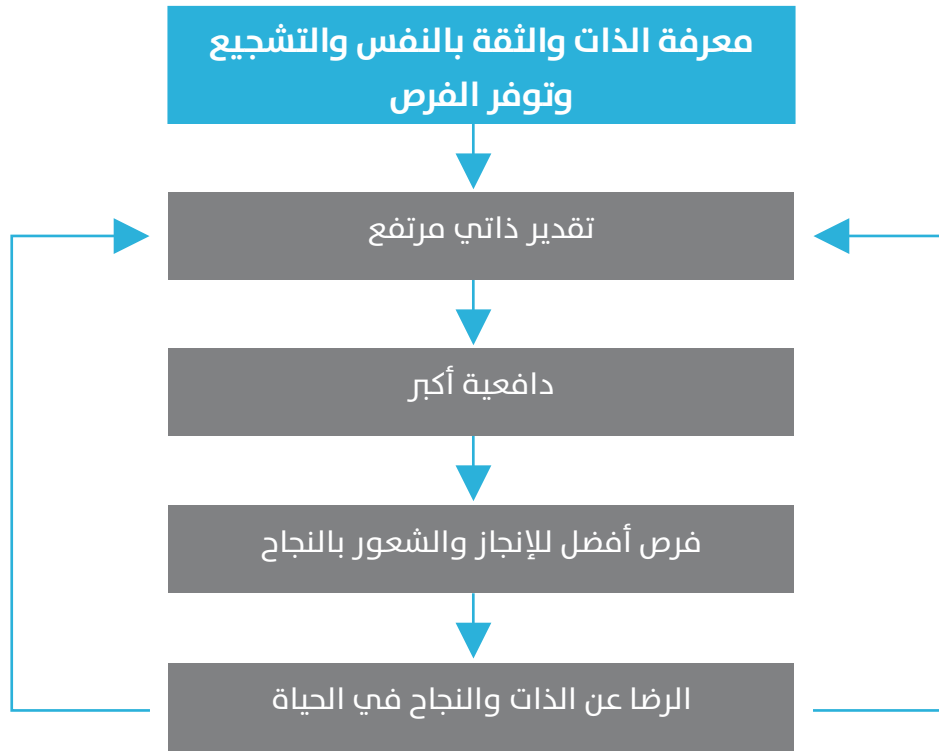 معرفة الذات والثقة بالنفس والتشجيع
وتوفر الفرص
تقدير ذاتي مرتفع
دافعية أكبر
فرص أفضل للإنجاز والشعور بالنجاح
الرضا عن الذات والنجاح في الحياة